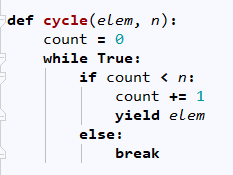 def cycle(elem, n):
    count = 0
    while True:
        if count < n:
            count += 1
            yield elem
        else:
            break